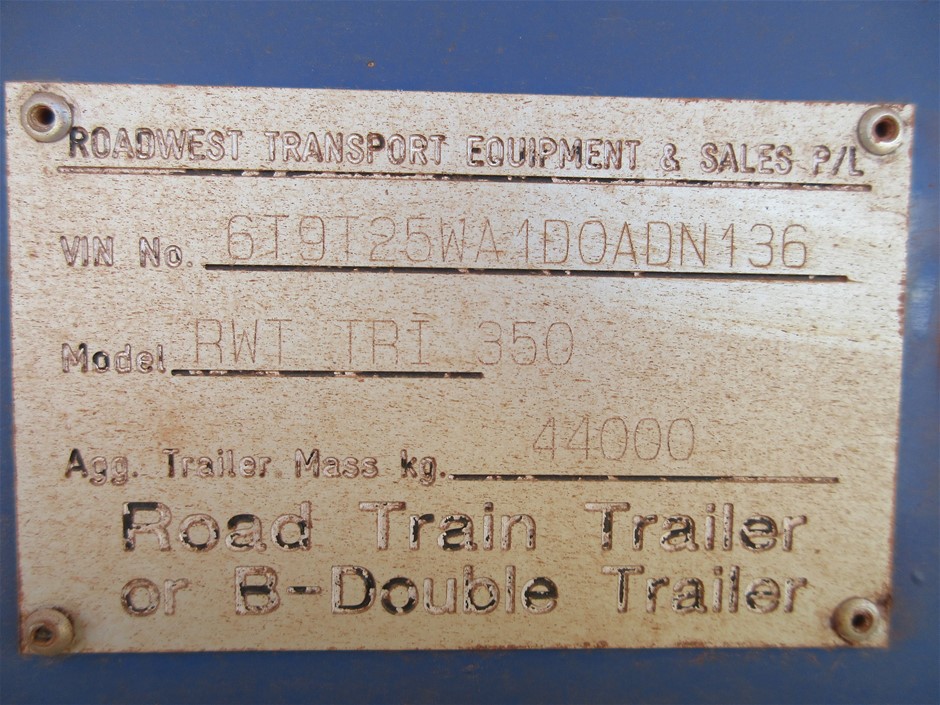 ROADWEST TRANSPORT EQUIPMENT & SALES P/L
VIN No. 6T9T25WA1D0ADN136
Model RWT TRI 350
Agg. Trailer Mass kg. 44000
Road Train Trailer
or B-Double Trailer